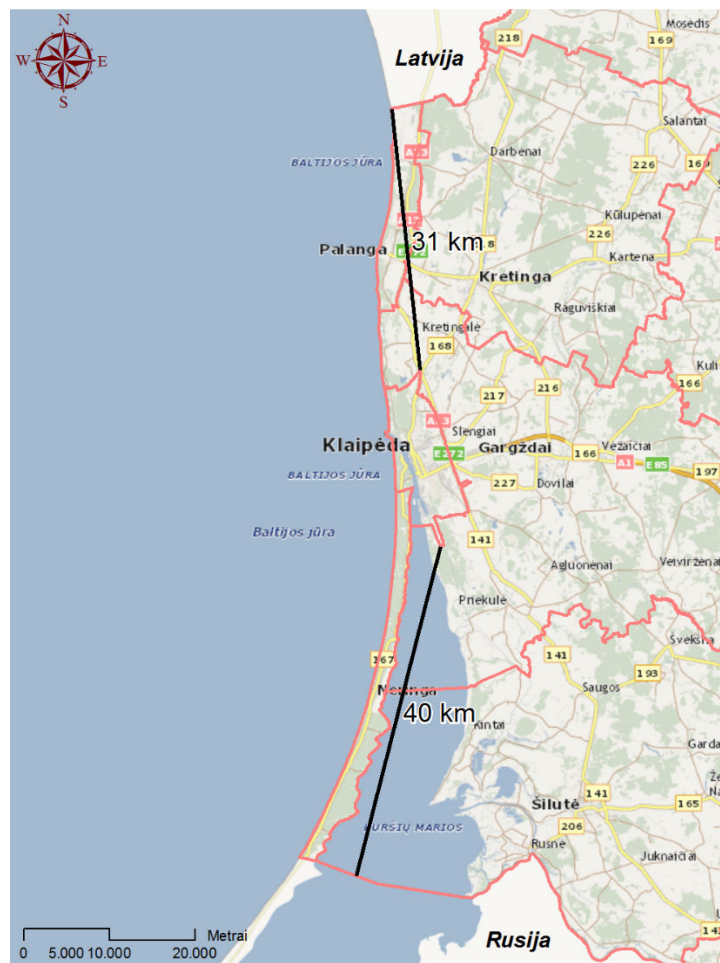 N
W E
S
Latvija
Mosėdis
218
169
Salantai
BALTIJOS JŪRA
A13
Darbėnai
226
169
Kūlupėnai
Palanga
31 km
226
Kartena
Kretinga
Raguviškiai
Kretingalė
168
Kuli
166
217
216
Klaipėda
Slengiai
Gargždai
E272
166
Vėžaičiai
A1
E85
197
BALTIJOS JŪRA
227
Dovilai
Baltijos jūra
141
Agluonėnai
Veiviržėnai
Priekulė
167
141
Švėkšna
193
Saugos
Neringa
40 km
Kintai
Garda
141
Šilutė
165
KURŠIŲ MARIOS
206
Rusnė
Juknaičiai
141
Rusija
Metrai
0 5.000 10.000 20.000